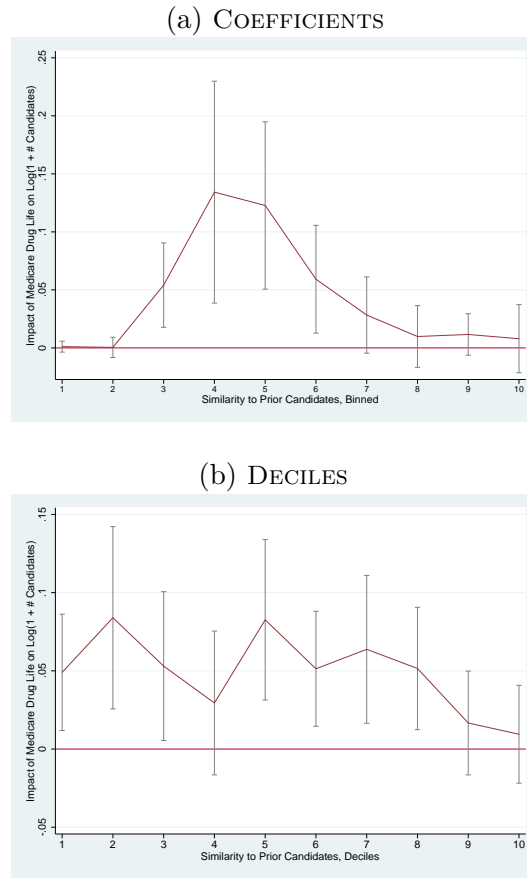 (a) COEFFICIENTS
Impact of Medicare Drug Life on Log(1 + # Candidates)
.25
.2
.15
.1
.05
0
1 2 3 4 5 6 7 8 9 10
Similarity to Prior Candidates, Binned
(b) DECILES
Impact of Medicare Drug Life on Log(1 + # Candidates)
.15
.1
.05
0
-.05
1 2 3 4 5 6 7 8 9 10
Similarity to Prior Candidates, Deciles